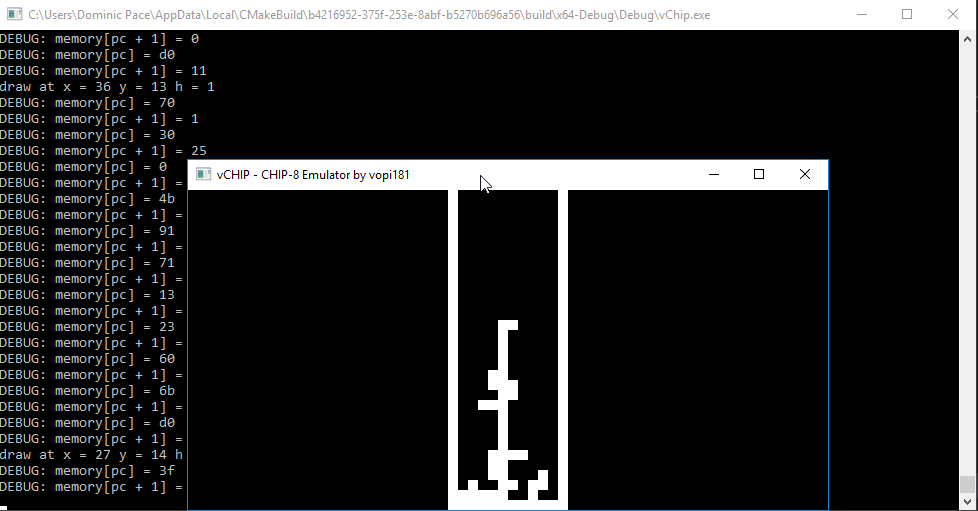 C:\Users\Dominic Pace\AppData\Local\CMakeBuild\b4216952-375f-253e-8abf-b5270b696a56\build\x64-Debug\Debug\vChip.exe
DEBUG: memory[pc + 1] = 0
DEBUG: memory[pc] = d0
DEBUG: memory[pc + 1] = 11
draw at x = 36 y = 13 h = 1
DEBUG: memory[pc] = 70
DEBUG: memory[pc + 1] = 1
DEBUG: memory[pc] = 30
DEBUG: memory[pc + 1] = 25
DEBUG: memory[pc] = 0
vCHIP - CHIP-8 Emulator by vopi181
DEBUG: memory[pc + 1] =
DEBUG: memory[pc] = 4b
DEBUG: memory[pc + 1] =
DEBUG: memory[pc] = 91
DEBUG: memory[pc + 1] =
DEBUG: memory[pc] = 71
DEBUG: memory[pc + 1] =
DEBUG: memory[pc] = 13
DEBUG: memory[pc + 1] =
DEBUG: memory[pc] = 23
DEBUG: memory[pc + 1] =
DEBUG: memory[pc] = 60
DEBUG: memory[pc + 1] =
DEBUG: memory[pc] = 6b
DEBUG: memory[pc + 1] =
DEBUG: memory[pc] = d0
DEBUG: memory[pc + 1] =
draw at x = 27 y = 14 h
DEBUG: memory[pc] = 3f
DEBUG: memory[pc + 1] =